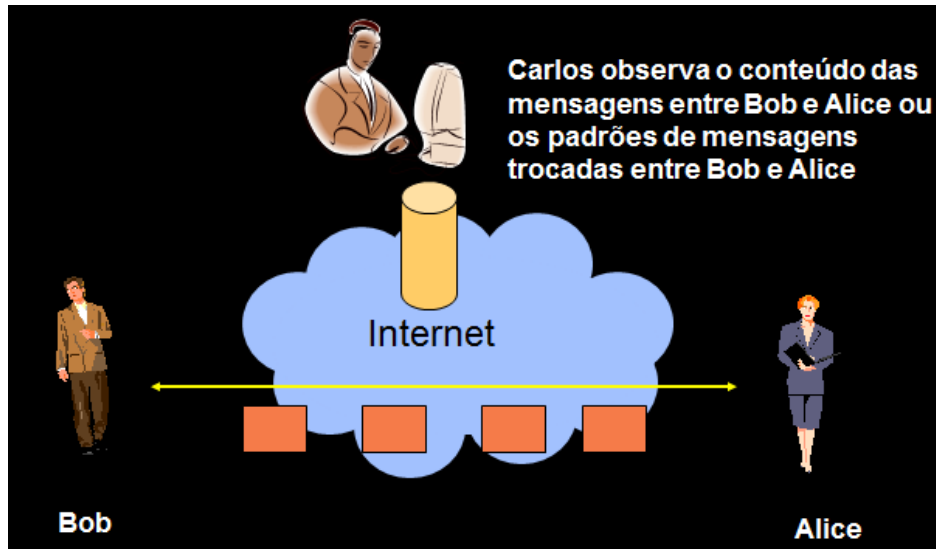 Carlos observa o conteúdo das
mensagens entre Bob e Alice ou
os padrões de mensagens
trocadas entre Bob e Alice
Internet
Bob
Alice